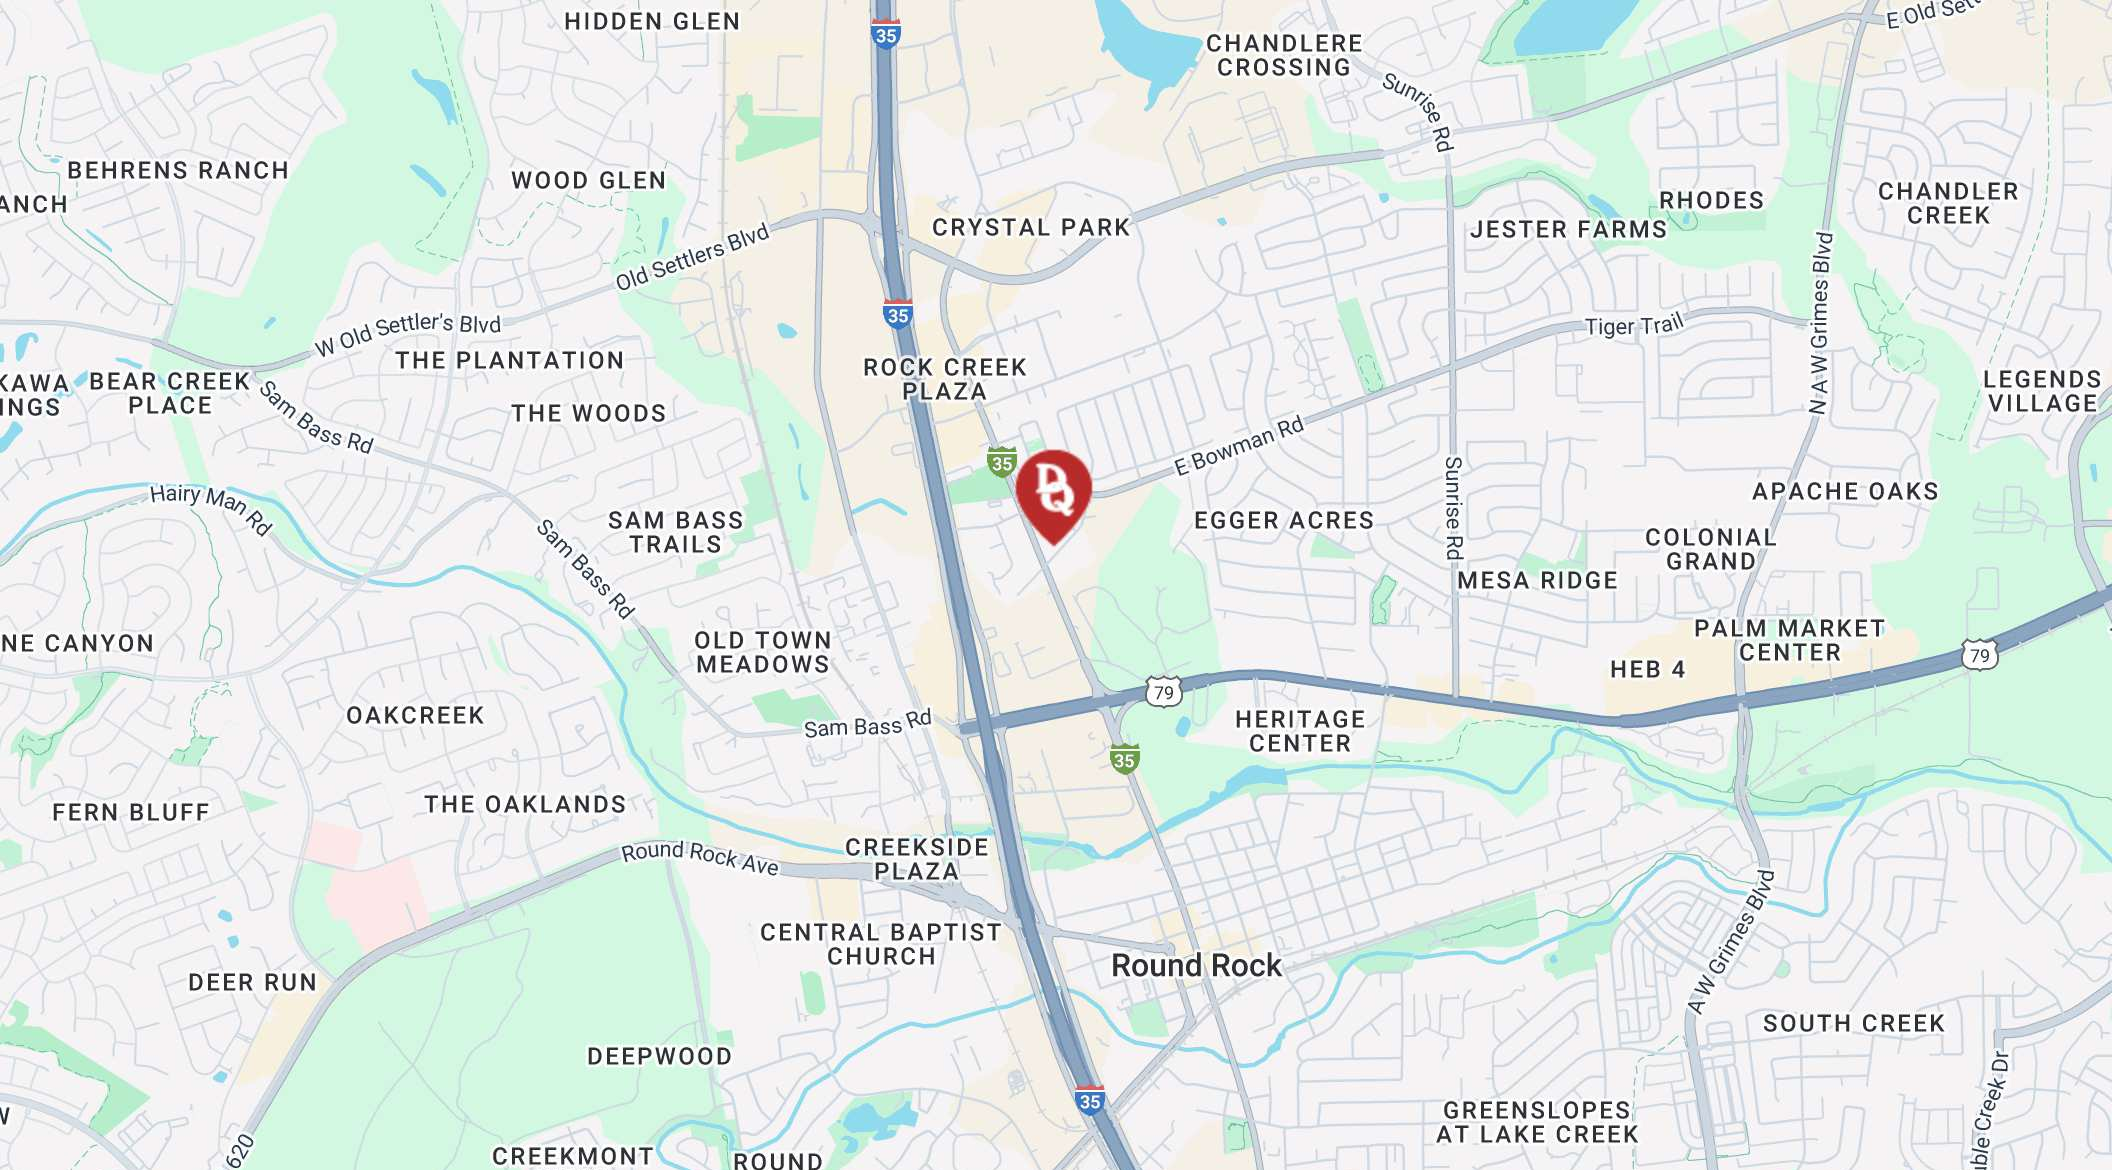 HIDDEN GLEN
35
CHANDLERE
CROSSING
E Old Sett
Sunrise Rd
BEHRENS RANCH
WOOD GLEN
ANCH
RHODES
CHANDLER
CREEK
CRYSTAL PARK
JESTER FARMS
Old Settlers Blvd
N A W Grimes Blvd
35
W Old Settler's Blvd
Tiger Trail
THE PLANTATION
ROCK CREEK
PLAZA
KAWA
INGS
BEAR CREEK
PLACE
LEGENDS
VILLAGE
Sam Bass Rd
THE WOODS
E Bowman Rd
35
DQ
Hairy Man Rd
APACHE OAKS
SAM BASS
TRAILS
EGGER ACRES
Sunrise Rd
COLONIAL
GRAND
Sam Bass Rd
MESA RIDGE
NE CANYON
OLD TOWN
MEADOWS
PALM MARKET
CENTER
79
HEB 4
79
OAKCREEK
Sam Bass Rd
HERITAGE
CENTER
35
FERN BLUFF
THE OAKLANDS
Round Rock Ave
CREEKSIDE
PLAZA
CENTRAL BAPTIST
CHURCH
A W Grimes Blvd
Round Rock
DEER RUN
SOUTH CREEK
DEEPWOOD
35
GREENSLOPES
AT LAKE CREEK
ble Creek Dr
W
620
CREEKMONT
ROUND